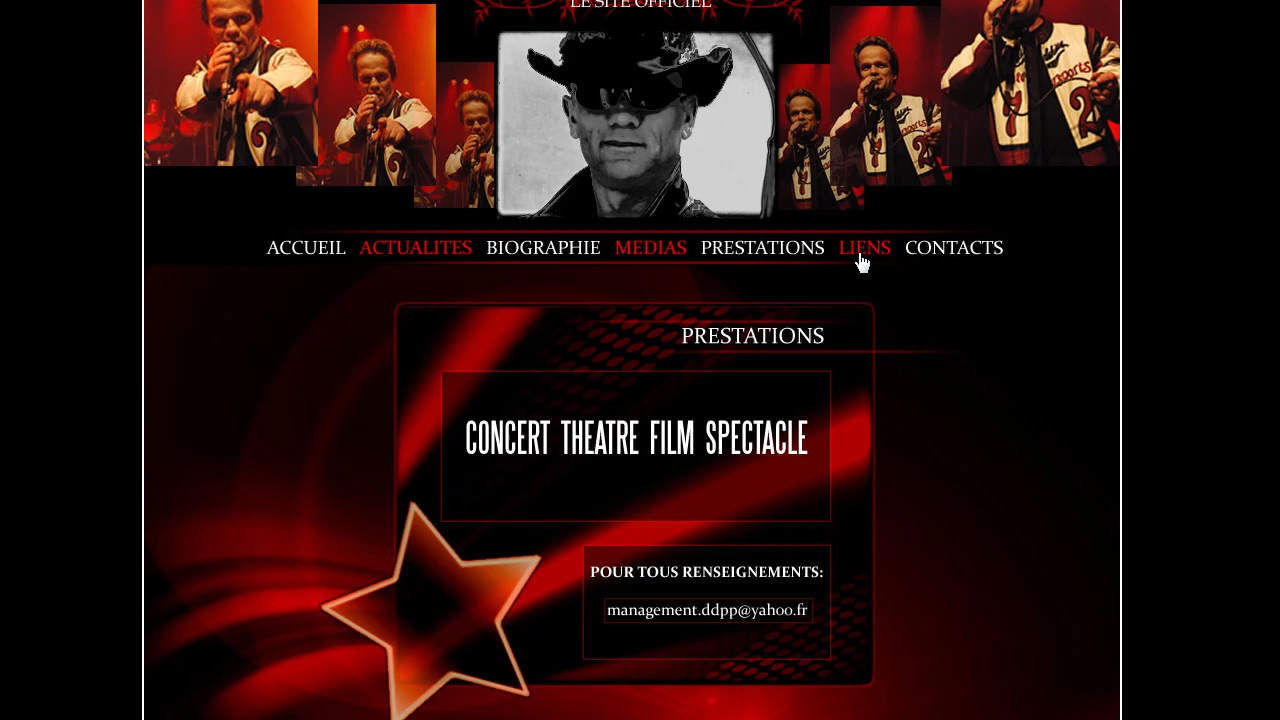 LE SITE OFFICIEL
ACCUEIL ACTUALITES BIOGRAPHIE MEDIAS PRESTATIONS LIENS CONTACTS
PRESTATIONS
CONCERT THEATRE FILM SPECTACLE
POUR TOUS RENSEIGNEMENTS:
management.ddpp@yahoo.fr